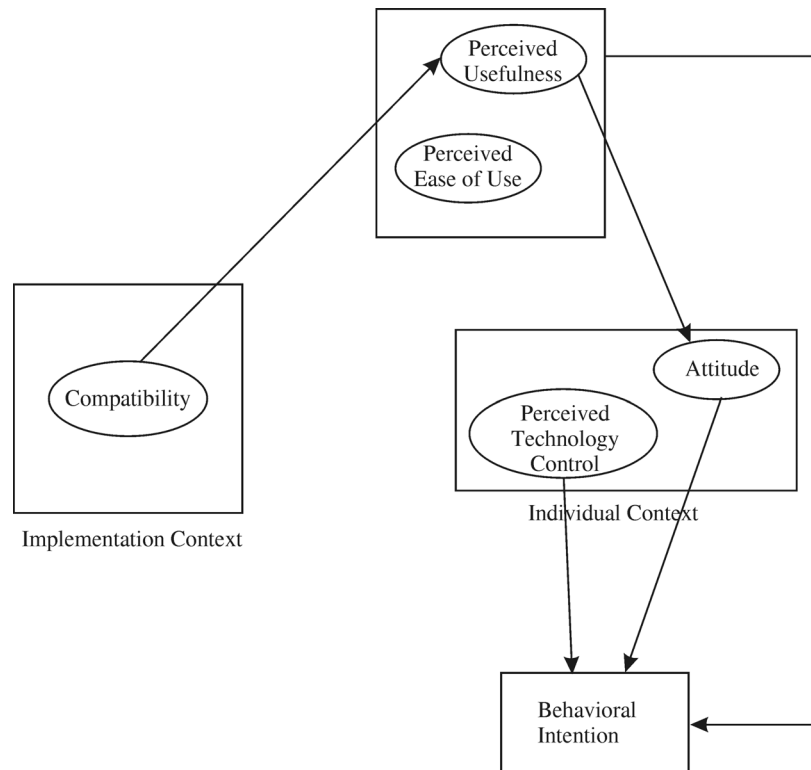 Perceived
Usefulness
Perceived
Ease of Use
Compatibility
Implementation Context
Attitude
Perceived
Technology
Control
Individual Context
Behavioral
Intention